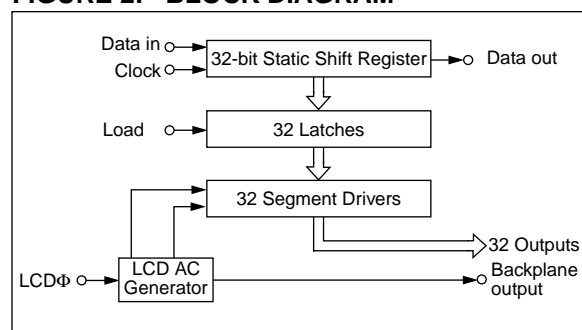 FIGURE 2: BLOCK DIAGRAM
Data in
Clock
32-bit Static Shift Register
Data out
Load
32 Latches
32 Segment Drivers
32 Outputs
LCDΦ
LCD AC
Generator
Backplane
output